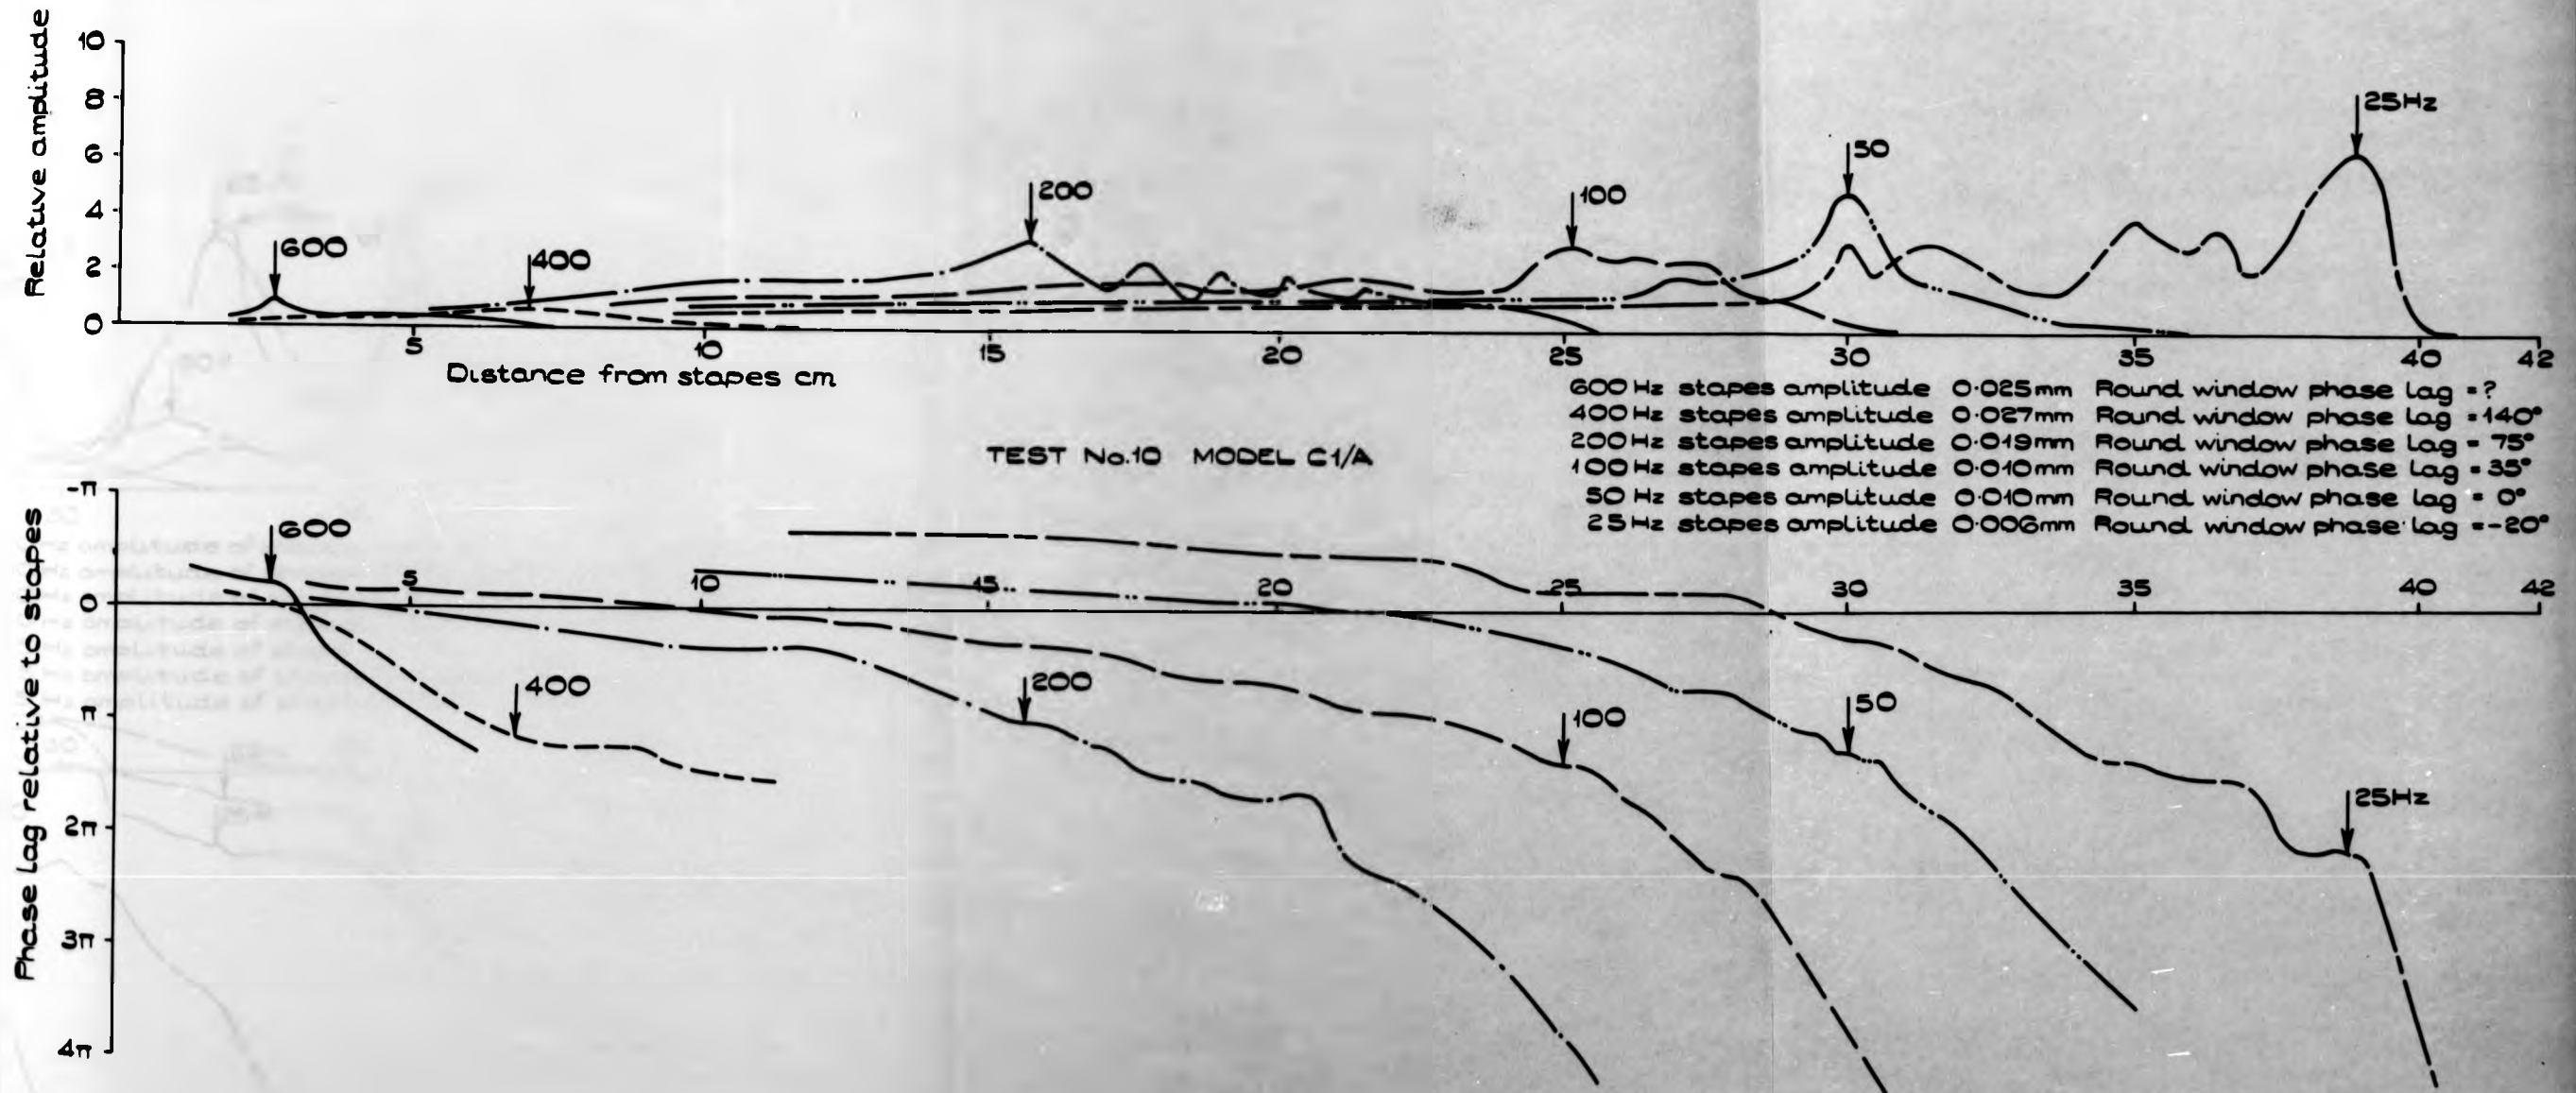 Relative amplitude
10
8
6
4
2
0
600
400
200
100
50
25Hz
5
10
15
20
25
30
35
40
42
Distance from stapes cm
600 Hz stapes amplitude 0·025mm Round window phase lag =?
400 Hz stapes amplitude 0·027mm Round window phase lag =140°
200 Hz stapes amplitude 0·019mm Round window phase lag = 75°
100 Hz stapes amplitude 0·010mm Round window phase lag = 35°
50 Hz stapes amplitude 0·010mm Round window phase lag = 0°
25 Hz stapes amplitude 0·006mm Round window phase lag =-20°
TEST No.10 MODEL C1/A
Phase lag relative to stapes
-π
0
π
2π
3π
4π
5
10
15
20
25
30
35
40
42
600
400
200
100
50
25Hz